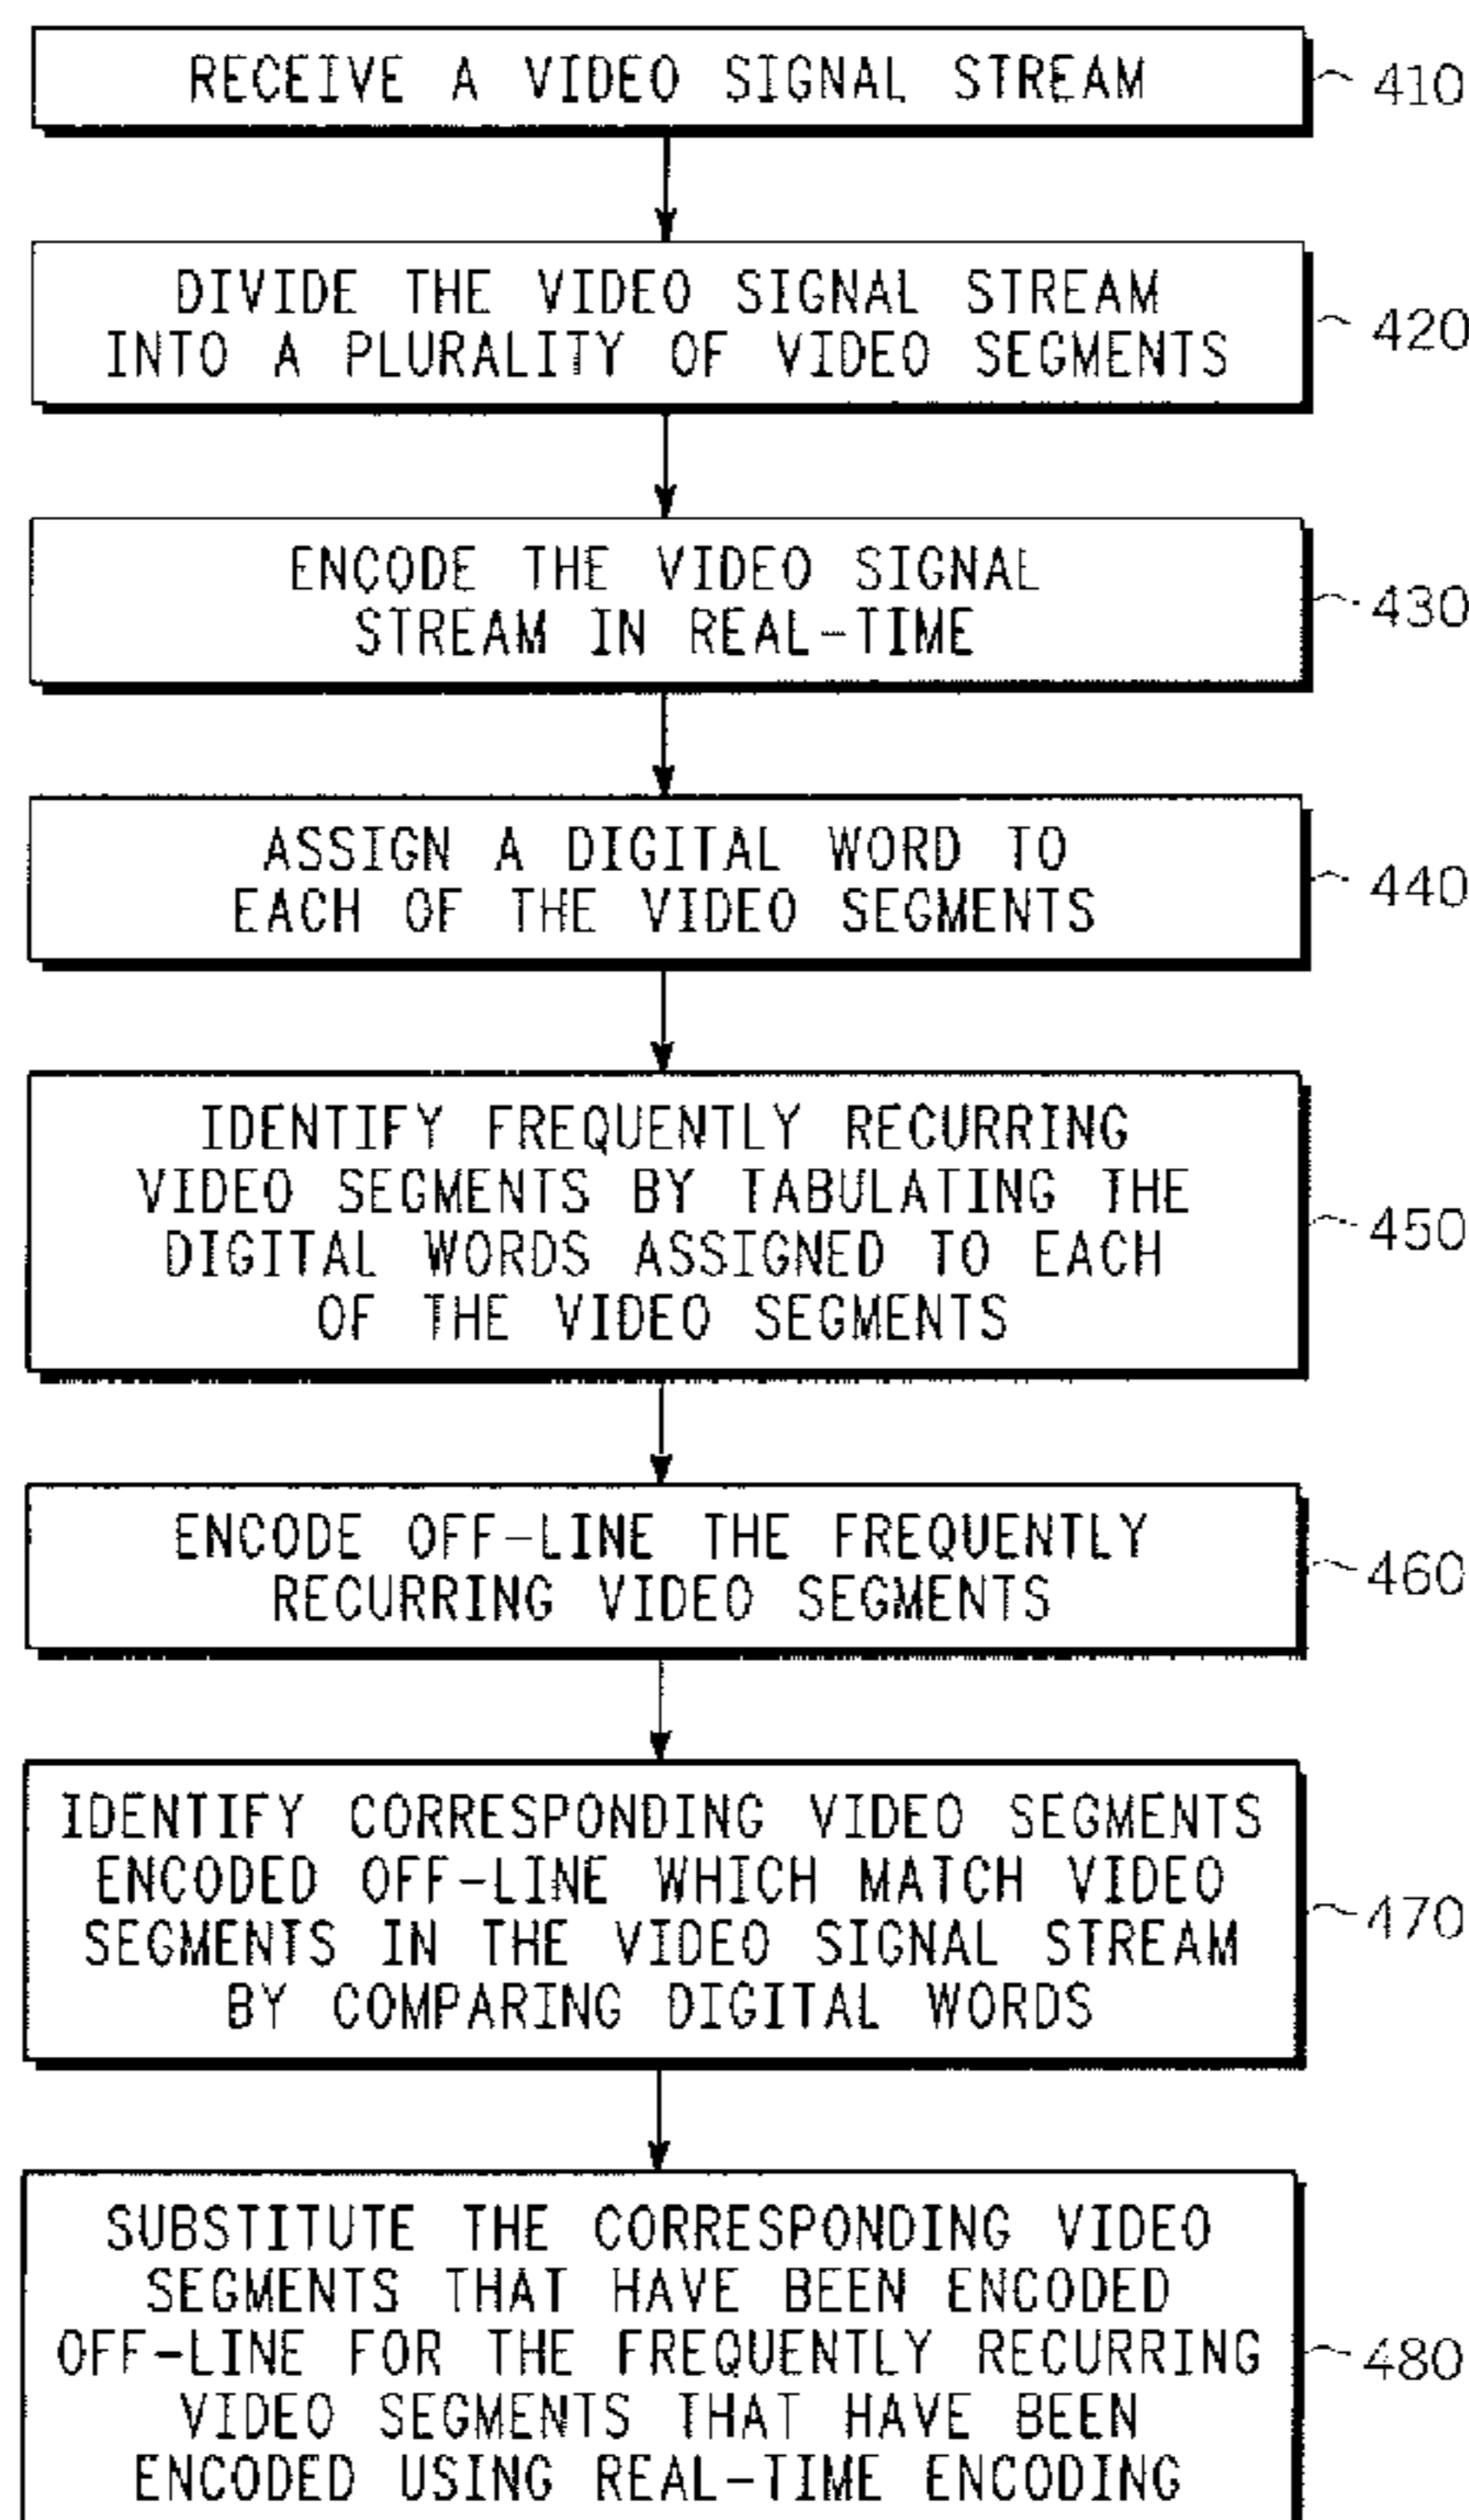 RECEIVE A VIDEO SIGNAL STREAM
410
DIVIDE THE VIDEO SIGNAL STREAM
INTO A PLURALITY OF VIDEO SEGMENTS
420
ENCODE THE VIDEO SIGNAL
STREAM IN REAL-TIME
430
ASSIGN A DIGITAL WORD TO
EACH OF THE VIDEO SEGMENTS
440
IDENTIFY FREQUENTLY RECURRING
VIDEO SEGMENTS BY TABULATING THE
DIGITAL WORDS ASSIGNED TO EACH
OF THE VIDEO SEGMENTS
450
ENCODE OFF-LINE THE FREQUENTLY
RECURRING VIDEO SEGMENTS
460
IDENTIFY CORRESPONDING VIDEO SEGMENTS
ENCODED OFF-LINE WHICH MATCH VIDEO
SEGMENTS IN THE VIDEO SIGNAL STREAM
BY COMPARING DIGITAL WORDS
470
SUBSTITUTE THE CORRESPONDING VIDEO
SEGMENTS THAT HAVE BEEN ENCODED
OFF-LINE FOR THE FREQUENTLY RECURRING
VIDEO SEGMENTS THAT HAVE BEEN
ENCODED USING REAL-TIME ENCODING
480